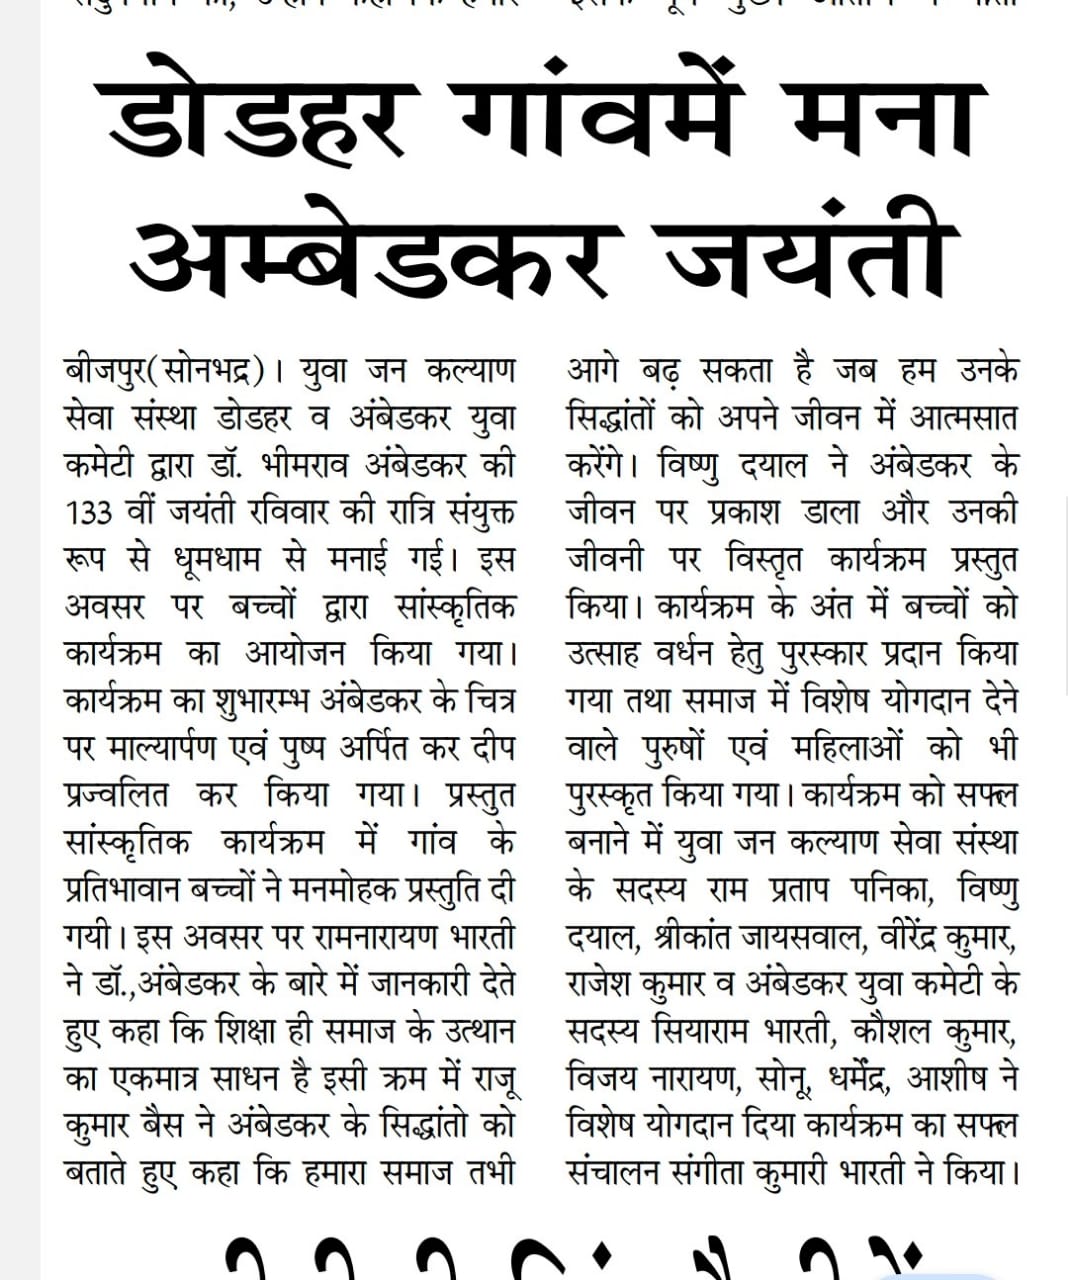 डोडहर गांवमें मना
अम्बेडकर जयंती
बीजपुर(सोनभद्र)। युवा जन कल्याण
सेवा संस्था डोडहर व अंबेडकर युवा
कमेटी द्वारा डॉ. भीमराव अंबेडकर की
133 वीं जयंती रविवार की रात्रि संयुक्त
रूप से धूमधाम से मनाई गई। इस
अवसर पर बच्चों द्वारा सांस्कृतिक
कार्यक्रम का आयोजन किया गया।
कार्यक्रम का शुभारम्भ अंबेडकर के चित्र
पर माल्यार्पण एवं पुष्प अर्पित कर दीप
प्रज्वलित कर किया गया। प्रस्तुत
सांस्कृतिक कार्यक्रम में गांव के
प्रतिभावान बच्चों ने मनमोहक प्रस्तुति दी
गयी। इस अवसर पर रामनारायण भारती
ने डॉ.,अंबेडकर के बारे में जानकारी देते
हुए कहा कि शिक्षा ही समाज के उत्थान
का एकमात्र साधन है इसी क्रम में राजू
कुमार बैस ने अंबेडकर के सिद्धांतो को
बताते हुए कहा कि हमारा समाज तभी
आगे बढ़ सकता है जब हम उनके
सिद्धांतों को अपने जीवन में आत्मसात
करेंगे। विष्णु दयाल ने अंबेडकर के
जीवन पर प्रकाश डाला और उनकी
जीवनी पर विस्तृत कार्यक्रम प्रस्तुत
किया। कार्यक्रम के अंत में बच्चों को
उत्साह वर्धन हेतु पुरस्कार प्रदान किया
गया तथा समाज में विशेष योगदान देने
वाले पुरुषों एवं महिलाओं को भी
पुरस्कृत किया गया। कार्यक्रम को सफ्ल
बनाने में युवा जन कल्याण सेवा संस्था
के सदस्य राम प्रताप पनिका, विष्णु
दयाल, श्रीकांत जायसवाल, वीरेंद्र कुमार,
राजेश कुमार व अंबेडकर युवा कमेटी के
सदस्य सियाराम भारती, कौशल कुमार,
विजय नारायण, सोनू, धर्मेंद्र, आशीष ने
विशेष योगदान दिया कार्यक्रम का सफ्ल
संचालन संगीता कुमारी भारती ने किया।